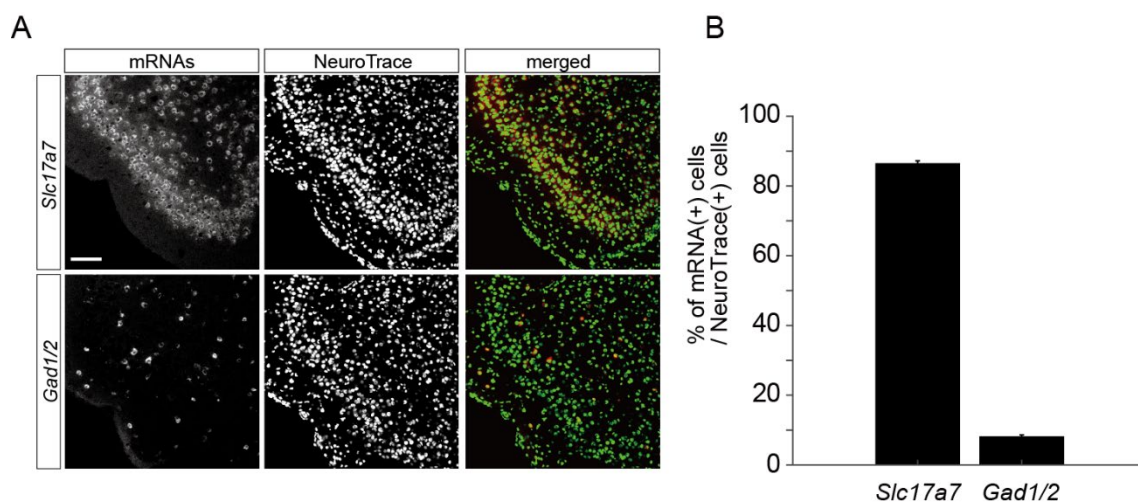 A
mRNAs
NeuroTrace
merged
Slc17a7
Gad1/2
B
% of mRNA(+) cells
/ NeuroTrace(+) cells
100
80
60
40
20
0
Slc17a7
Gad1/2